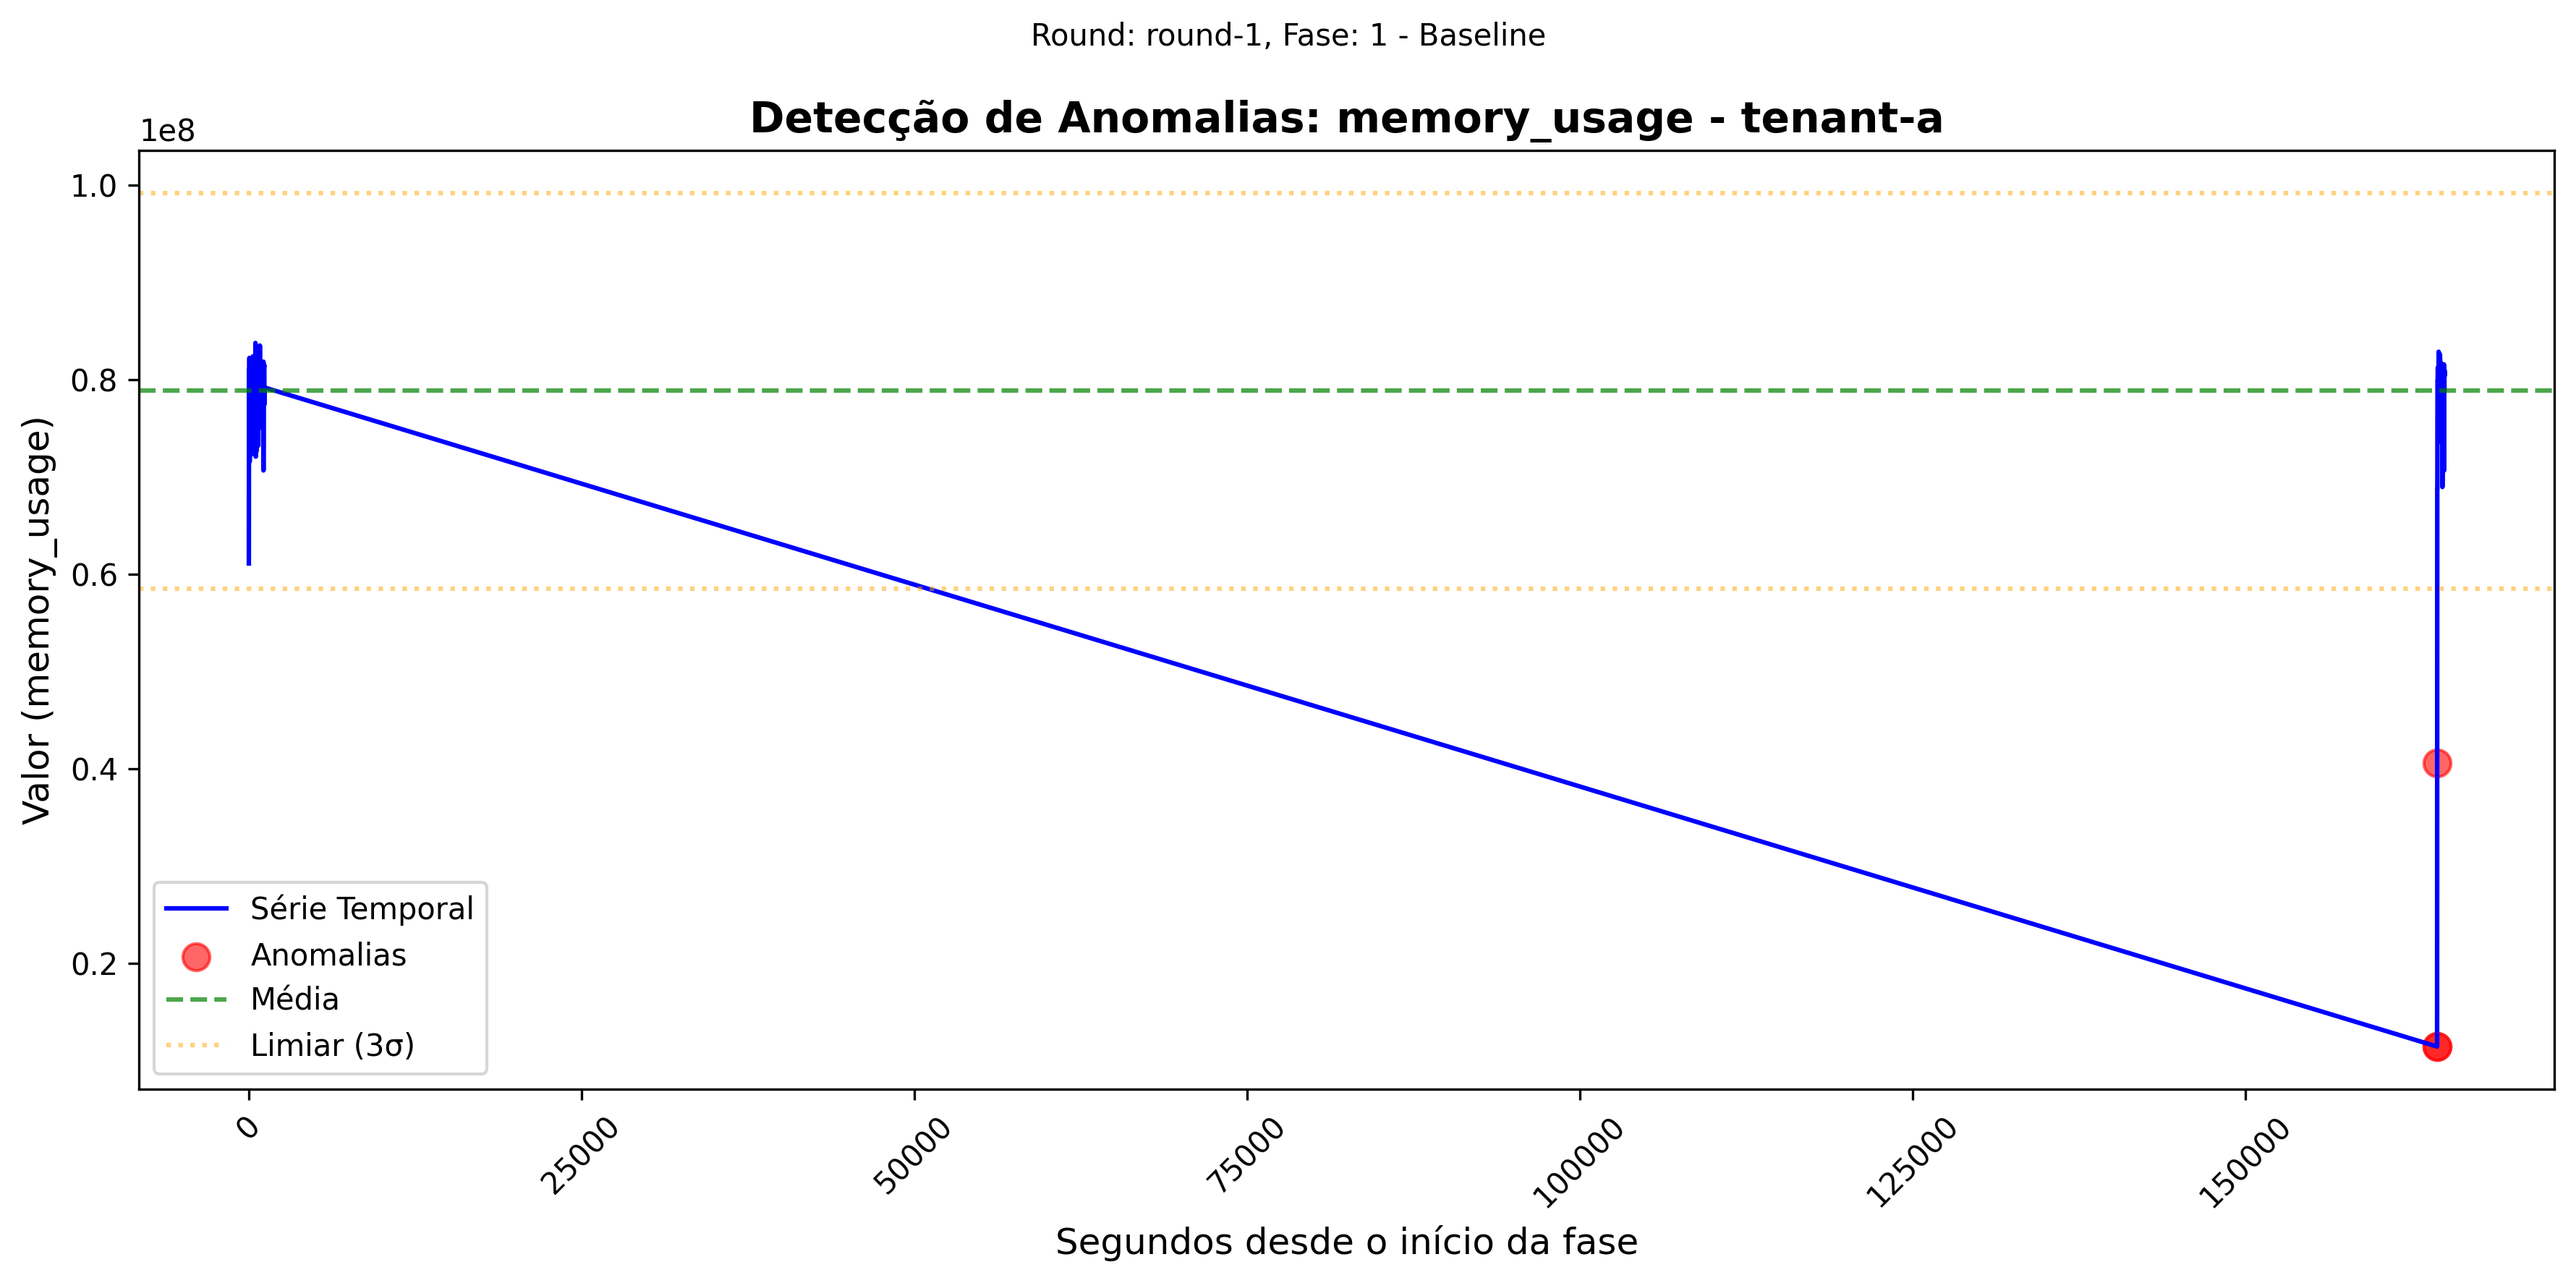 Round: round-1, Fase: 1 - Baseline
Detecção de Anomalias: memory_usage - tenant-a
1e8
1.0
0.8
0.6
0.4
0.2
Valor (memory_usage)
Série Temporal
Anomalias
Média
Limiar (3σ)
0
25000
50000
75000
100000
125000
150000
Segundos desde o início da fase